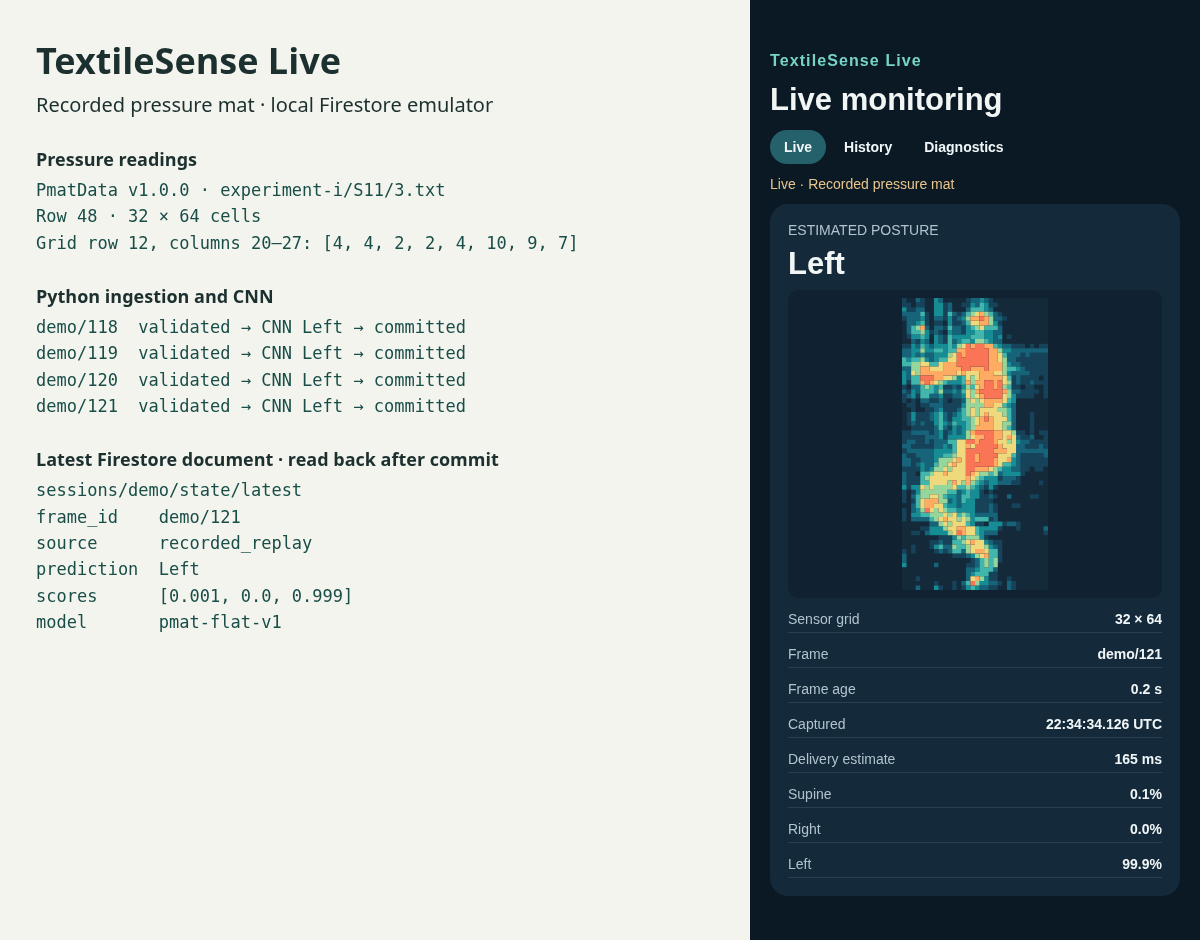 TextileSense Live
Recorded pressure mat · local Firestore emulator
Pressure readings
PmatData v1.0.0 · experiment-i/S11/3.txt
Row 48 · 32 × 64 cells
Grid row 12, columns 20–27: [4, 4, 2, 2, 4, 10, 9, 7]
Python ingestion and CNN
demo/118 validated → CNN Left → committed
demo/119 validated → CNN Left → committed
demo/120 validated → CNN Left → committed
demo/121 validated → CNN Left → committed
Latest Firestore document · read back after commit
sessions/demo/state/latest
frame_id demo/121
source recorded_replay
prediction Left
scores [0.001, 0.0, 0.999]
model pmat-flat-v1
TextileSense Live
Live monitoring
Live History Diagnostics
Live · Recorded pressure mat
ESTIMATED POSTURE
Left
Sensor grid 32 × 64
Frame demo/121
Frame age 0.2 s
Captured 22:34:34.126 UTC
Delivery estimate 165 ms
Supine 0.1%
Right 0.0%
Left 99.9%